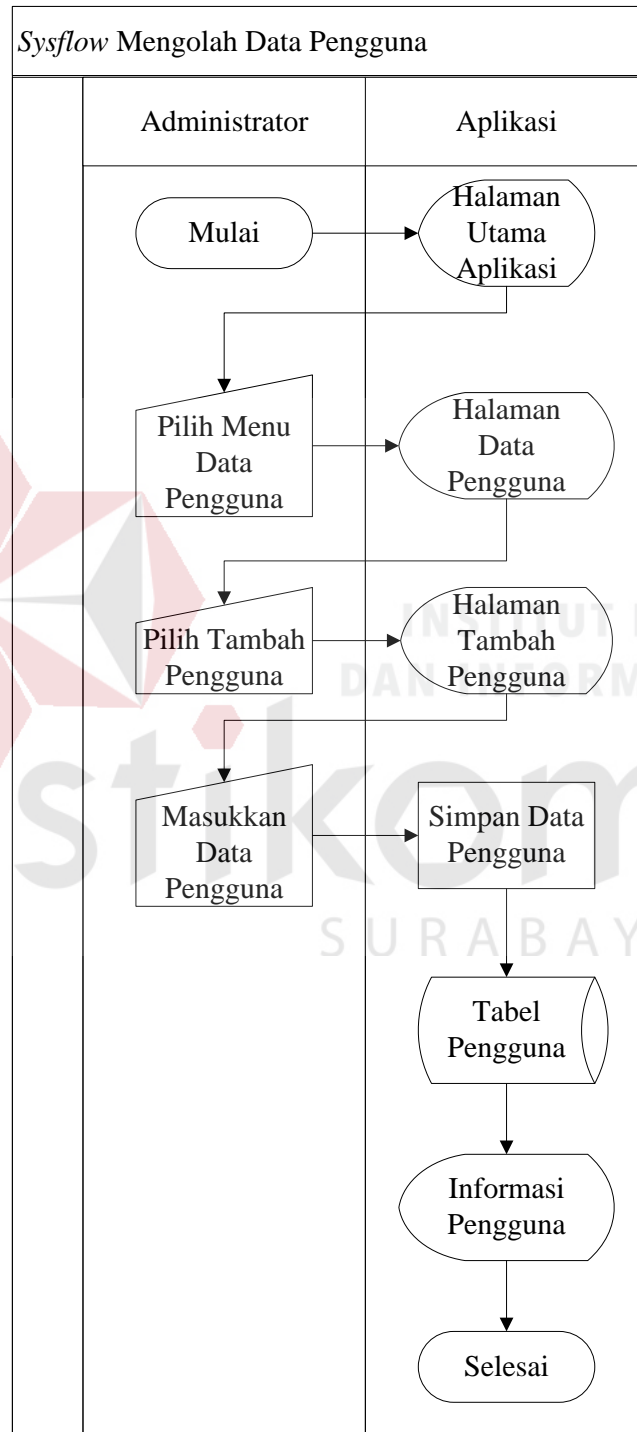 Sysflow Mengolah Data Pengguna
Administrator
Aplikasi
Mulai
Halaman
Utama
Aplikasi
Pilih Menu
Data
Pengguna
Halaman
Data
Pengguna
Pilih Tambah
Pengguna
Halaman
Tambah
Pengguna
Masukkan
Data
Pengguna
Simpan Data
Pengguna
Tabel
Pengguna
Informasi
Pengguna
Selesai
INSTITUT
DAN INFORM
stikom
SURABAY